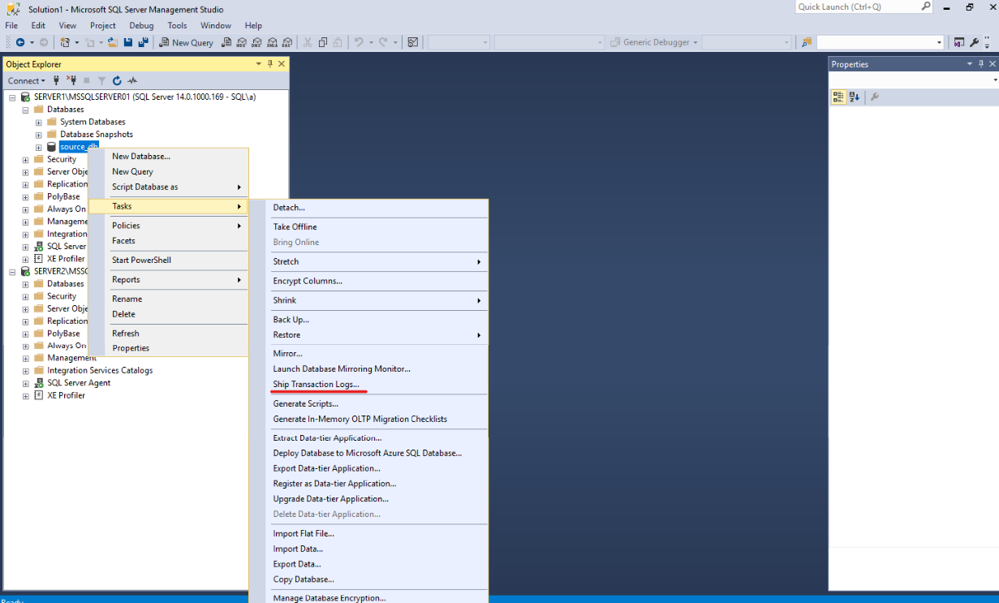 Solution1 - Microsoft SQL Server Management Studio
Quick Launch (Ctrl+Q)
File Edit View Project Debug Tools Window Help
New Query
MDX DMX XMLA DAX
Generic Debugger
Object Explorer
Connect
SERVER1\MSSQLSERVER01 (SQL Server 14.0.1000.169 - SQL\a)
Databases
System Databases
Database Snapshots
source_db
Security
Server Obje
Replication
PolyBase
Always On
Manageme
Integration
SQL Server
XE Profiler
SERVER2\MSSQ
Databases
Security
Server Obje
Replication
PolyBase
Always On
Management
Integration Services Catalogs
SQL Server Agent
XE Profiler
New Database...
New Query
Script Database as
Tasks
Policies
Facets
Start PowerShell
Reports
Rename
Delete
Refresh
Properties
Detach...
Take Offline
Bring Online
Stretch
Encrypt Columns...
Shrink
Back Up...
Restore
Mirror...
Launch Database Mirroring Monitor...
Ship Transaction Logs...
Generate Scripts...
Generate In-Memory OLTP Migration Checklists
Extract Data-tier Application...
Deploy Database to Microsoft Azure SQL Database...
Export Data-tier Application...
Register as Data-tier Application...
Upgrade Data-tier Application...
Delete Data-tier Application...
Import Flat File...
Import Data...
Export Data...
Copy Database...
Manage Database Encryption...
Properties
Ready